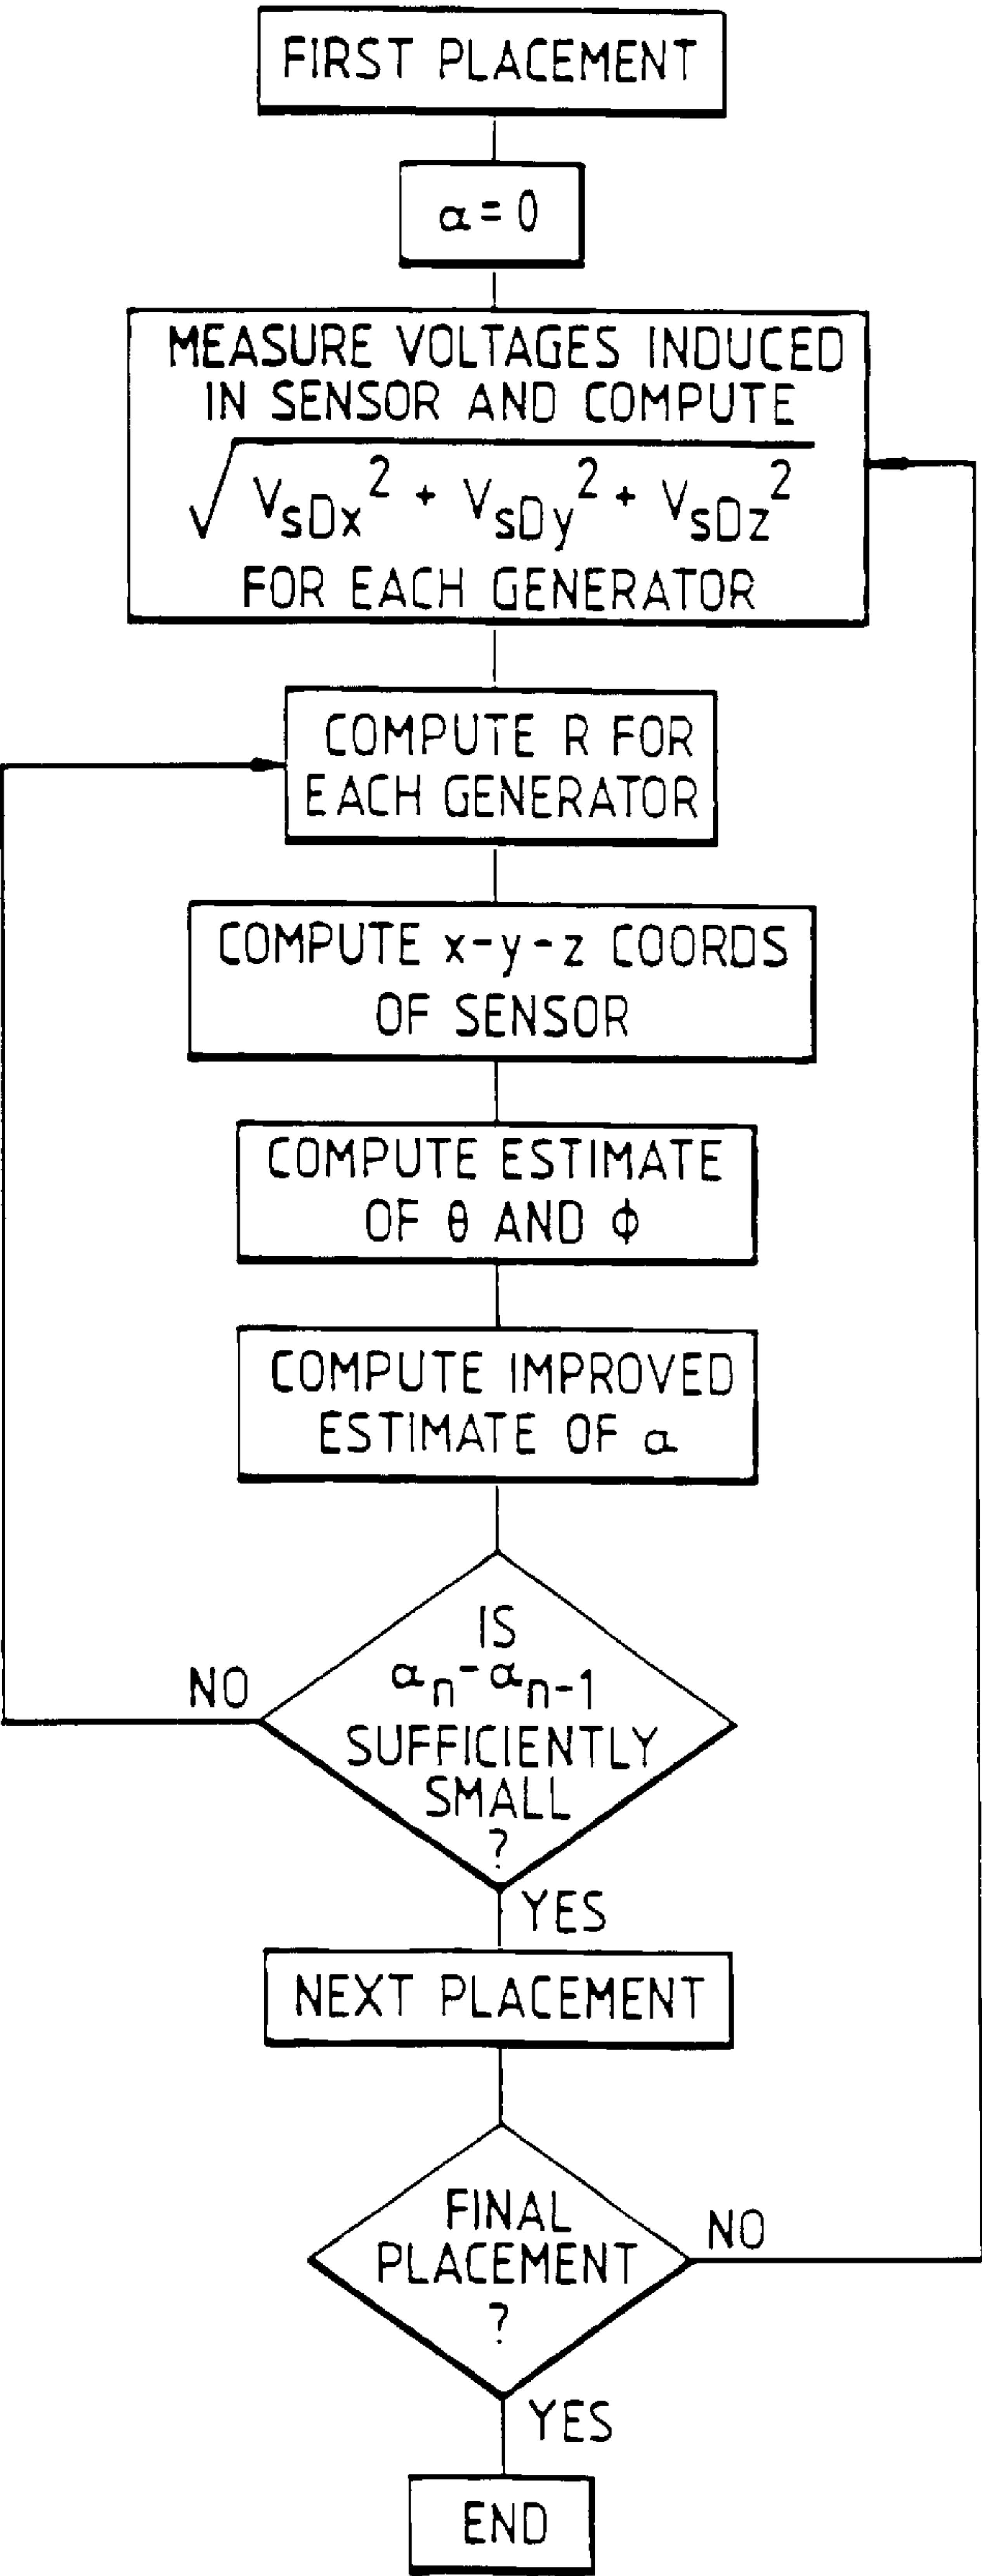 FIRST PLACEMENT
α = 0
MEASURE VOLTAGES INDUCED
IN SENSOR AND COMPUTE
√ VsDx² + VsDy² + VsDz²
FOR EACH GENERATOR
COMPUTE R FOR
EACH GENERATOR
COMPUTE x-y-z COORDS
OF SENSOR
COMPUTE ESTIMATE
OF θ AND ϕ
COMPUTE IMPROVED
ESTIMATE OF α
IS
αn - αn-1
SUFFICIENTLY
SMALL
?
NO
YES
NEXT PLACEMENT
FINAL
PLACEMENT
?
NO
YES
END